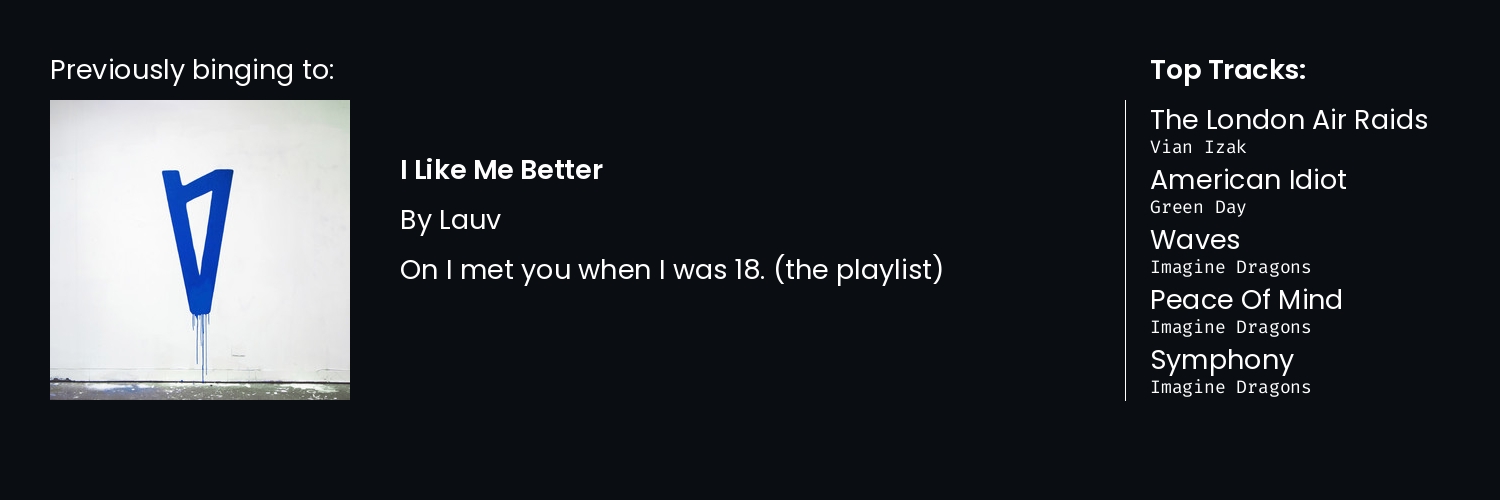 Previously binging to:
I Like Me Better
By Lauv
On I met you when I was 18. (the playlist)
Top Tracks:
The London Air Raids
Vian Izak
American Idiot
Green Day
Waves
Imagine Dragons
Peace Of Mind
Imagine Dragons
Symphony
Imagine Dragons